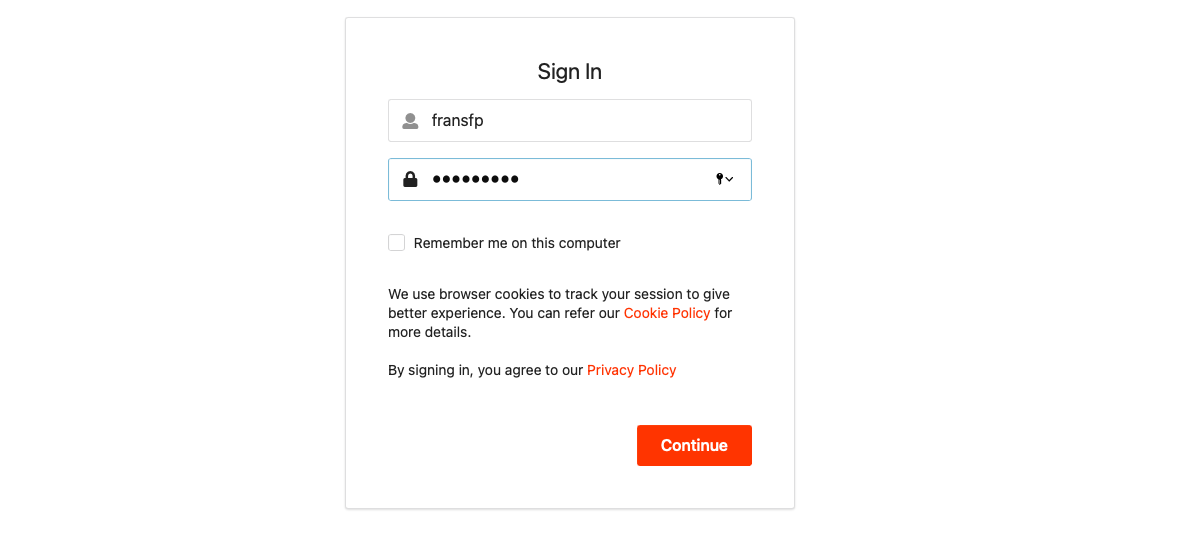 Sign In
fransfp
•••••••••
Remember me on this computer
We use browser cookies to track your session to give
better experience. You can refer our Cookie Policy for
more details.
By signing in, you agree to our Privacy Policy
Continue